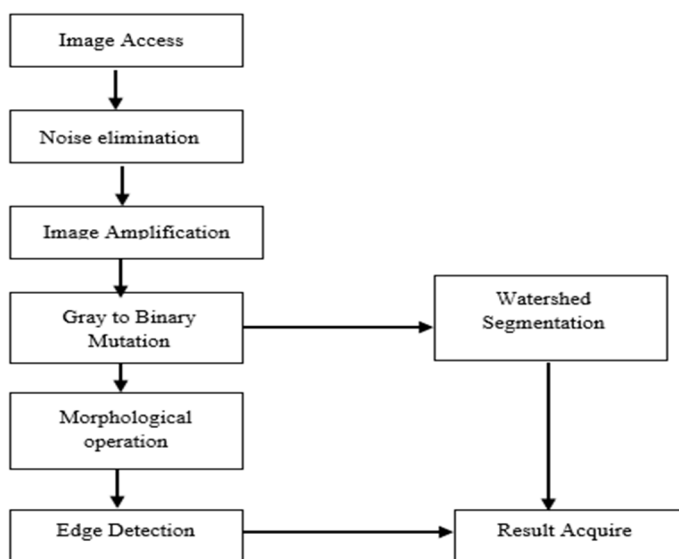 Image Access
Noise elimination
Image Amplification
Gray to Binary
Mutation
Watershed
Segmentation
Morphological
operation
Edge Detection
Result Acquire